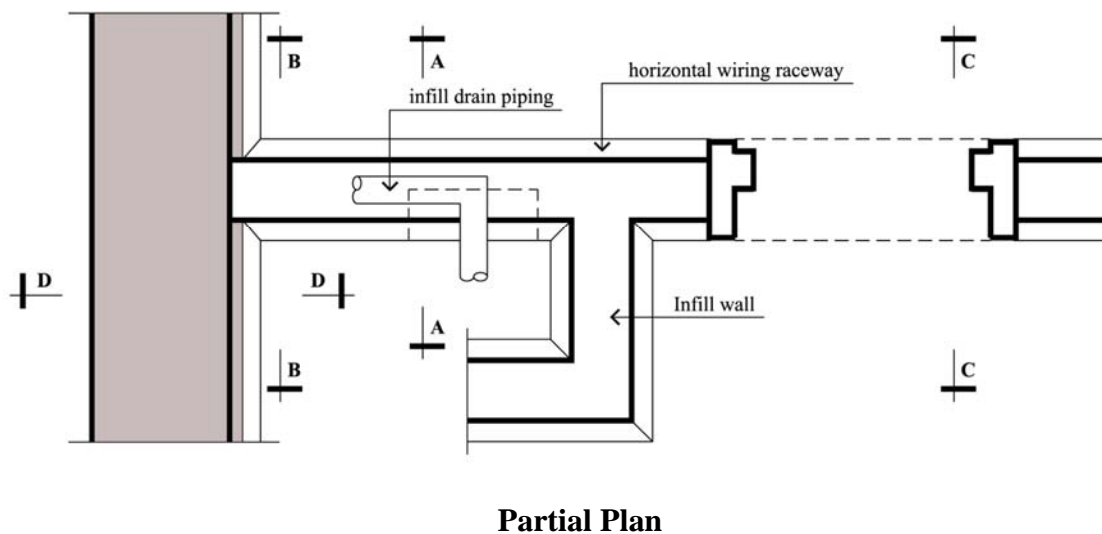 B
A
C
horizontal wiring raceway
infill drain piping
D
D
Infill wall
A
B
C
Partial Plan